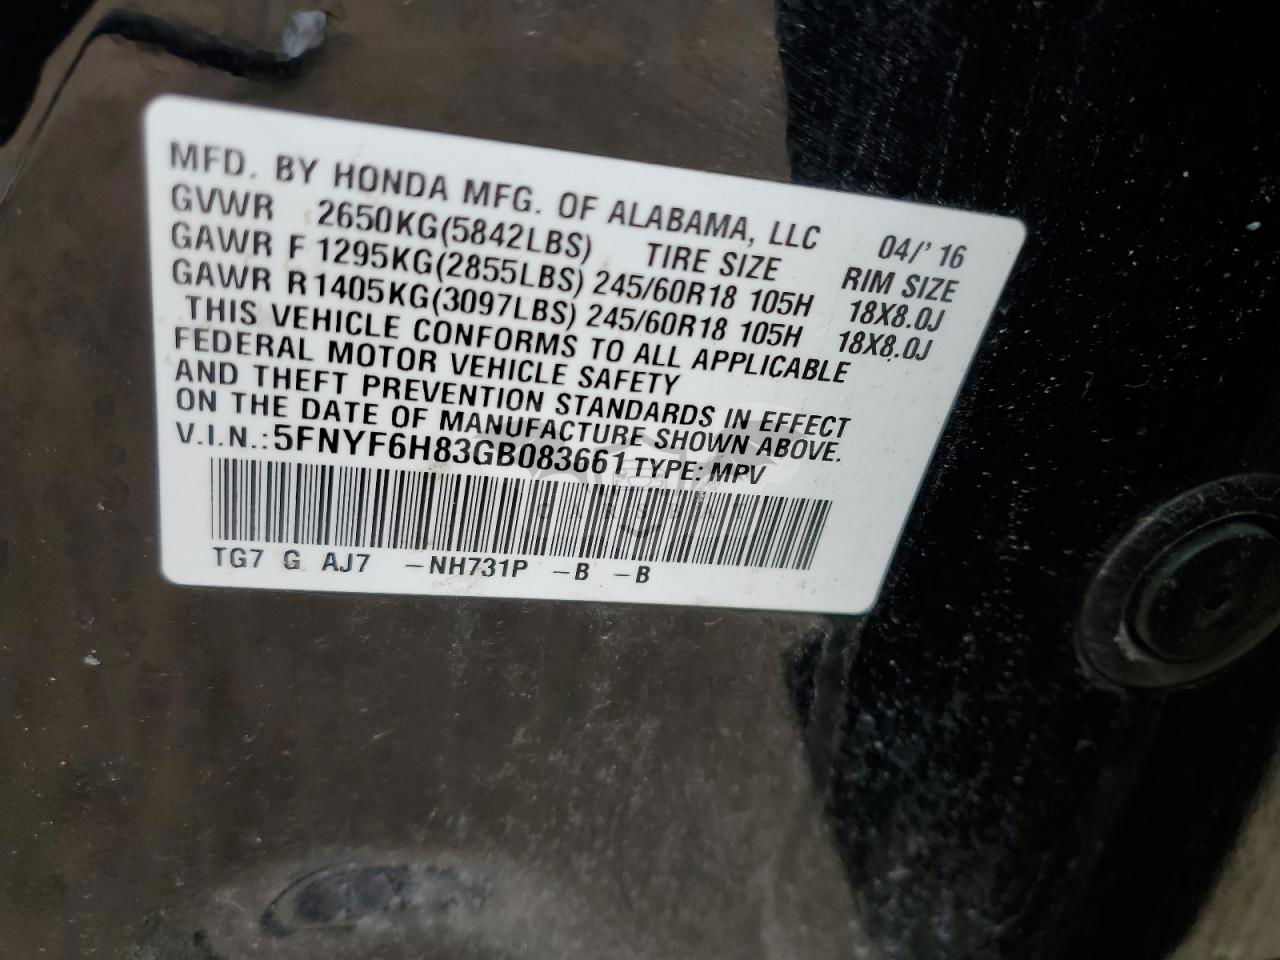 MFD. BY HONDA MFG. OF ALABAMA, LLC 04/'16
GVWR 2650KG(5842LBS) TIRE SIZE RIM SIZE
GAWR F 1295KG(2855LBS) 245/60R18 105H 18X8.0J
GAWR R 1405KG(3097LBS) 245/60R18 105H 18X8.0J
THIS VEHICLE CONFORMS TO ALL APPLICABLE
FEDERAL MOTOR VEHICLE SAFETY
AND THEFT PREVENTION STANDARDS IN EFFECT
ON THE DATE OF MANUFACTURE SHOWN ABOVE.
V.I.N.: 5FNYF6H83GB083661 TYPE: MPV
TG7 G AJ7 -NH731P -B -B